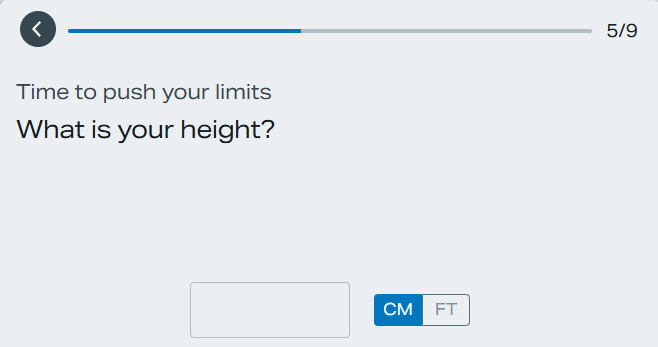 5/9
Time to push your limits
What is your height?
CM FT